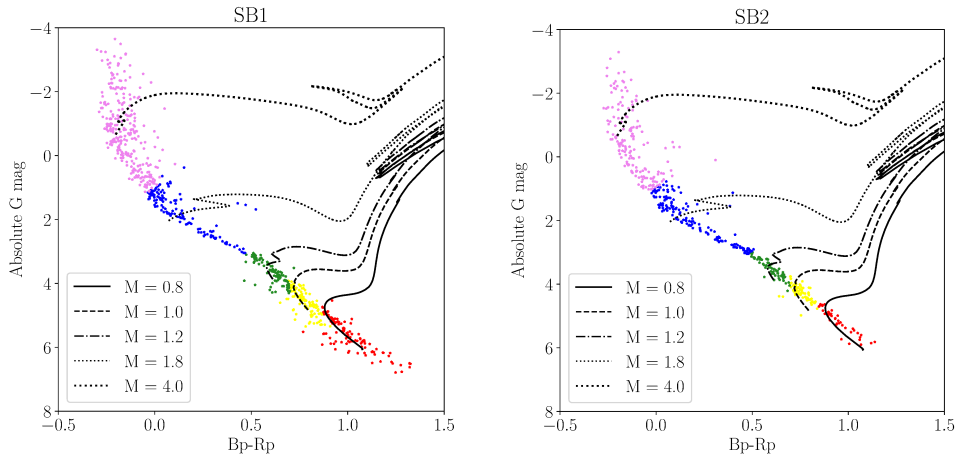 SB1
−4
−2
0
2
4
6
8
Absolute G mag
M = 0.8
M = 1.0
M = 1.2
M = 1.8
M = 4.0
−0.5 0.0 0.5 1.0 1.5
Bp-Rp
SB2
−4
−2
0
2
4
6
8
Absolute G mag
M = 0.8
M = 1.0
M = 1.2
M = 1.8
M = 4.0
−0.5 0.0 0.5 1.0 1.5
Bp-Rp